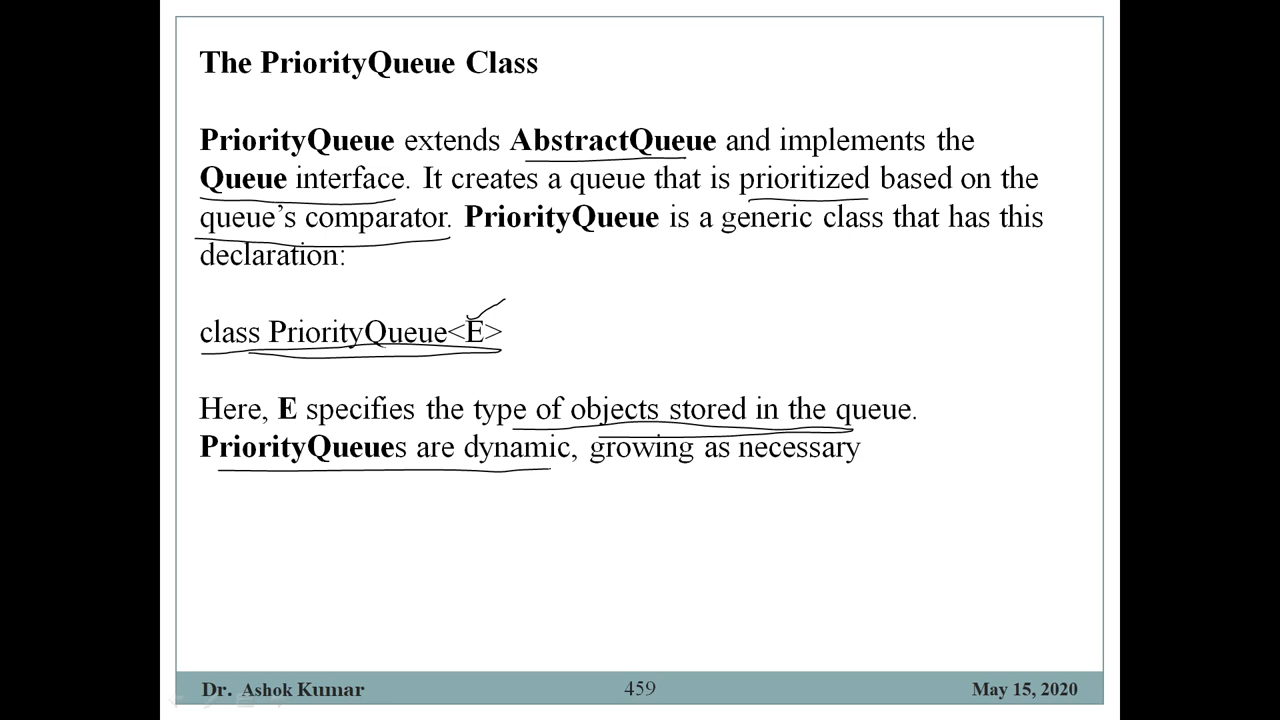 The PriorityQueue Class
PriorityQueue extends AbstractQueue and implements the
Queue interface. It creates a queue that is prioritized based on the
queue’s comparator. PriorityQueue is a generic class that has this
declaration:
class PriorityQueue<E>
Here, E specifies the type of objects stored in the queue.
PriorityQueues are dynamic, growing as necessary
Dr. Ashok Kumar 459 May 15, 2020